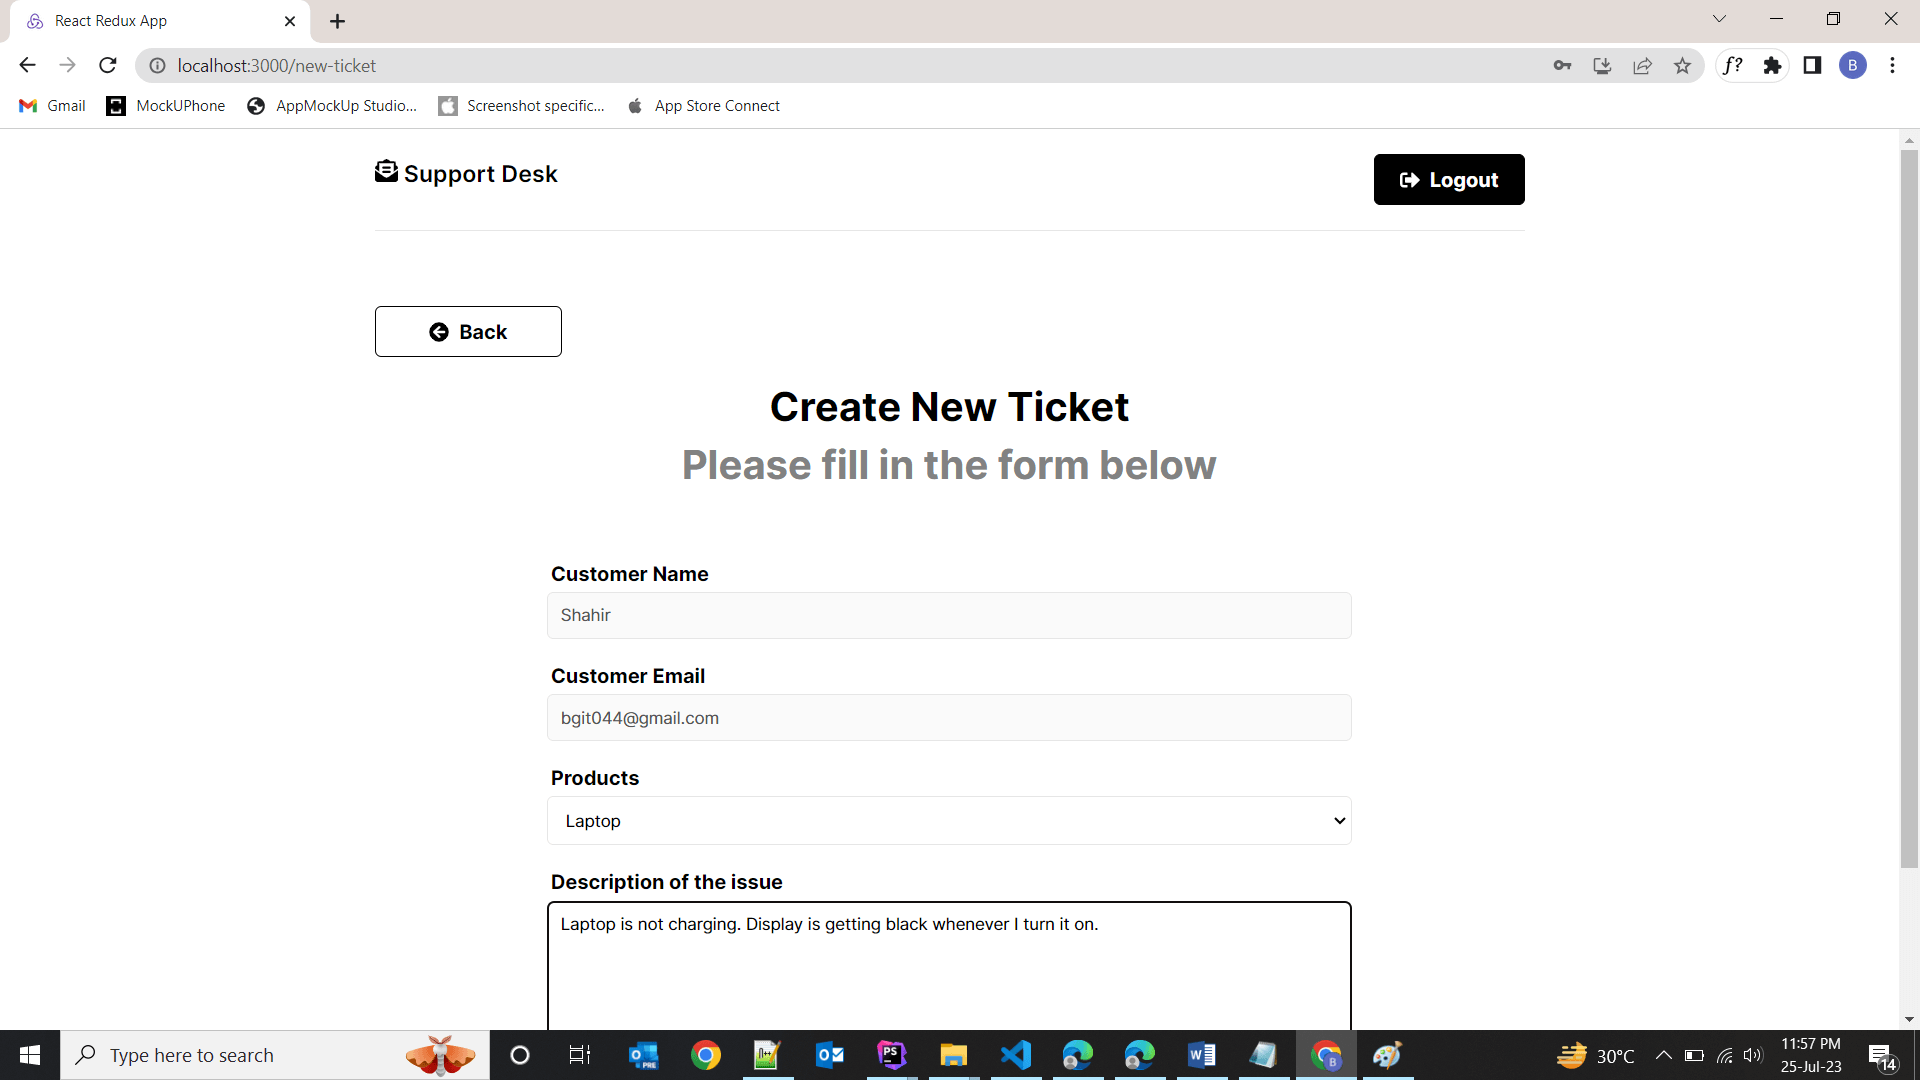 React Redux App
localhost:3000/new-ticket
f?
B
Gmail
MockUPhone
AppMockUp Studio...
Screenshot specific...
App Store Connect
Support Desk
Logout
Back
Create New Ticket
Please fill in the form below
Customer Name
Shahir
Customer Email
bgit044@gmail.com
Products
Laptop
Description of the issue
Laptop is not charging. Display is getting black whenever I turn it on.
Type here to search
PRE
PS
B
30°C
11:57 PM
25-Jul-23
14